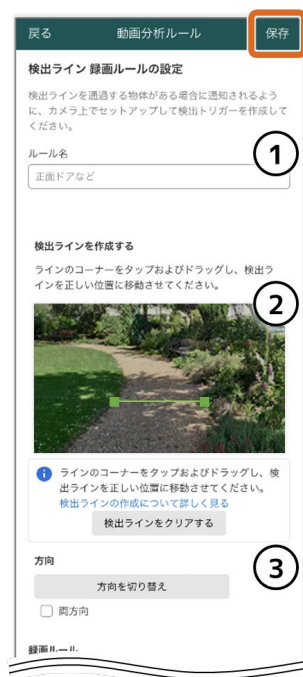 戻る 動画分析ルール 保存
検出ライン 録画ルールの設定
検出ラインを通過する物体がある場合に通知されるよう
に、カメラ上でセットアップして検出トリガーを作成して
ください。
ルール名
①
正面ドアなど
検出ラインを作成する
ラインのコーナーをタップおよびドラッグし、検出ラ
インを正しい位置に移動させてください。
②
ラインのコーナーをタップおよびドラッグし、検
出ラインを正しい位置に移動させてください。
検出ラインの作成について詳しく見る
検出ラインをクリアする
方向
③
方向を切り替え
両方向
録画ルール